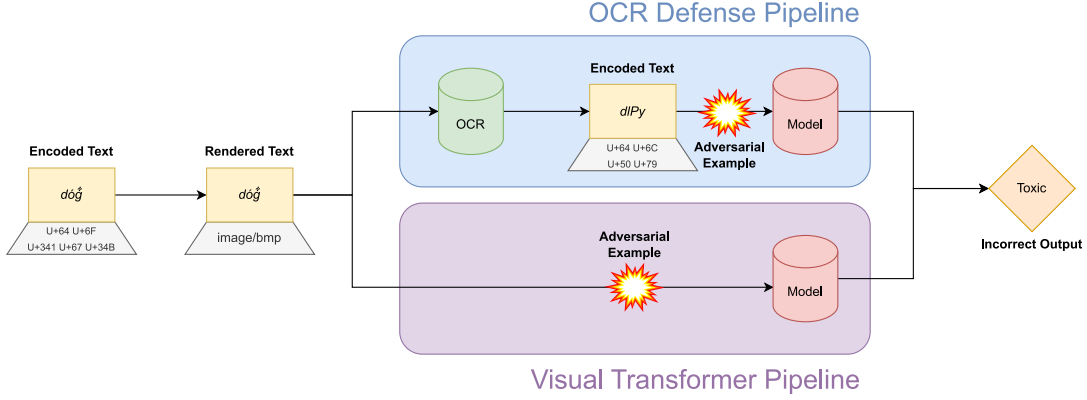 OCR Defense Pipeline
Encoded Text
dóg̋
U+64 U+6F
U+341 U+67 U+34B
Rendered Text
dóg̋
image/bmp
OCR
Encoded Text
dlPy
U+64 U+6C
U+50 U+79
Adversarial
Example
Model
Adversarial
Example
Model
Toxic
Incorrect Output
Visual Transformer Pipeline